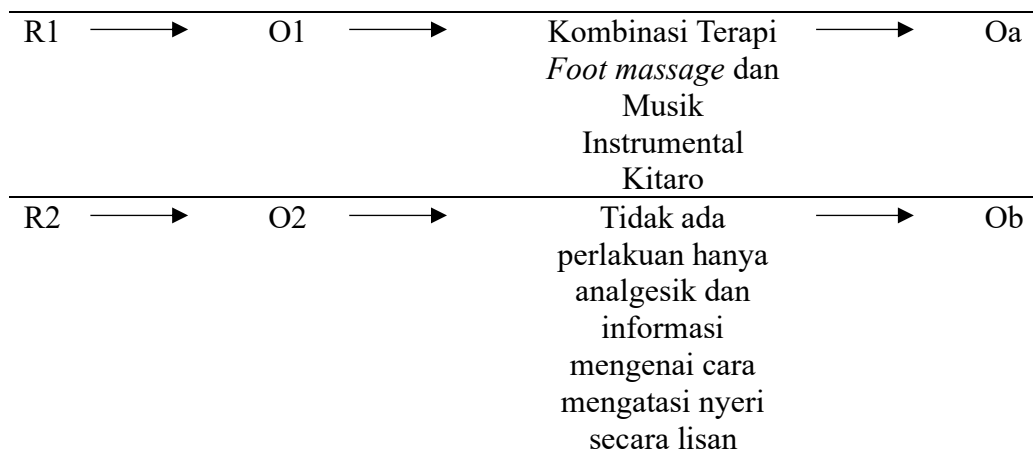 R1 O1 Kombinasi Terapi Oa
Foot massage dan
Musik
Instrumental
Kitaro
R2 O2 Tidak ada Ob
perlakuan hanya
analgesik dan
informasi
mengenai cara
mengatasi nyeri
secara lisan